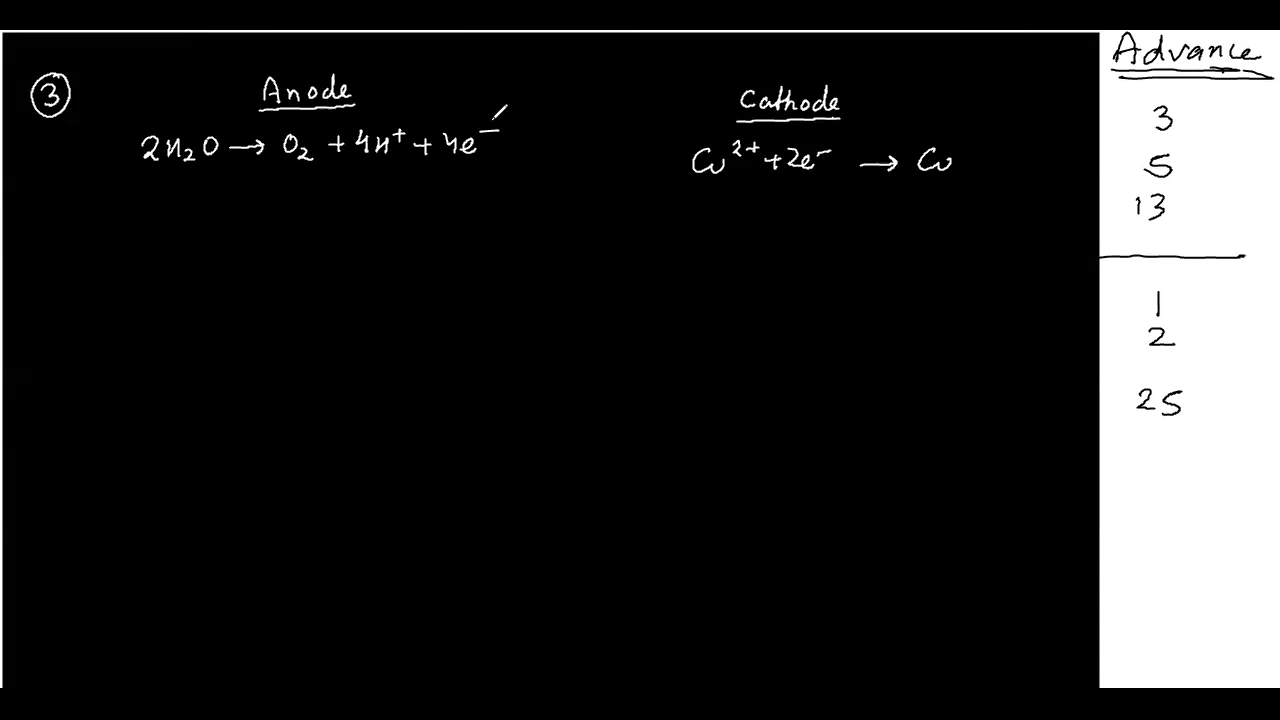 ③
Anode
2H₂O → O₂ + 4H⁺ + 4e⁻
Cathode
Cu²⁺ + 2e⁻ → Cu
Advance
3
5
13
1
2
25